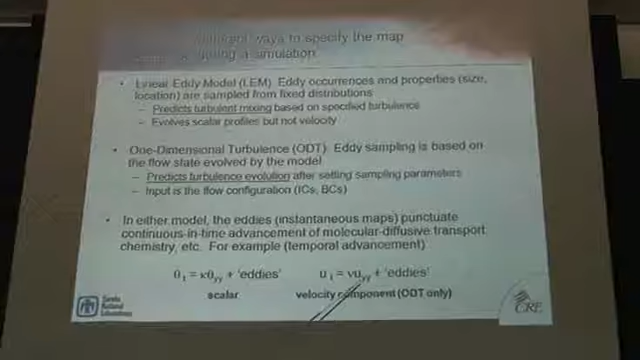 ways to specify the map
during a simulation
• Linear Eddy Model (LEM) Eddy occurrences and properties (size,
location) are sampled from fixed distributions
– Predicts turbulent mixing based on specified turbulence
– Evolves scalar profiles but not velocity
• One-Dimensional Turbulence (ODT) Eddy sampling is based on
the flow state evolved by the model
– Predicts turbulence evolution after setting sampling parameters
– Input is the flow configuration (ICs, BCs)
• In either model, the eddies (instantaneous maps) punctuate
continuous-in-time advancement of molecular-diffusive transport
chemistry, etc. For example (temporal advancement)
θt = κθyy + 'eddies' ut = νuyy + 'eddies'
scalar velocity component (ODT only)
Sandia
National
Laboratories
CRF